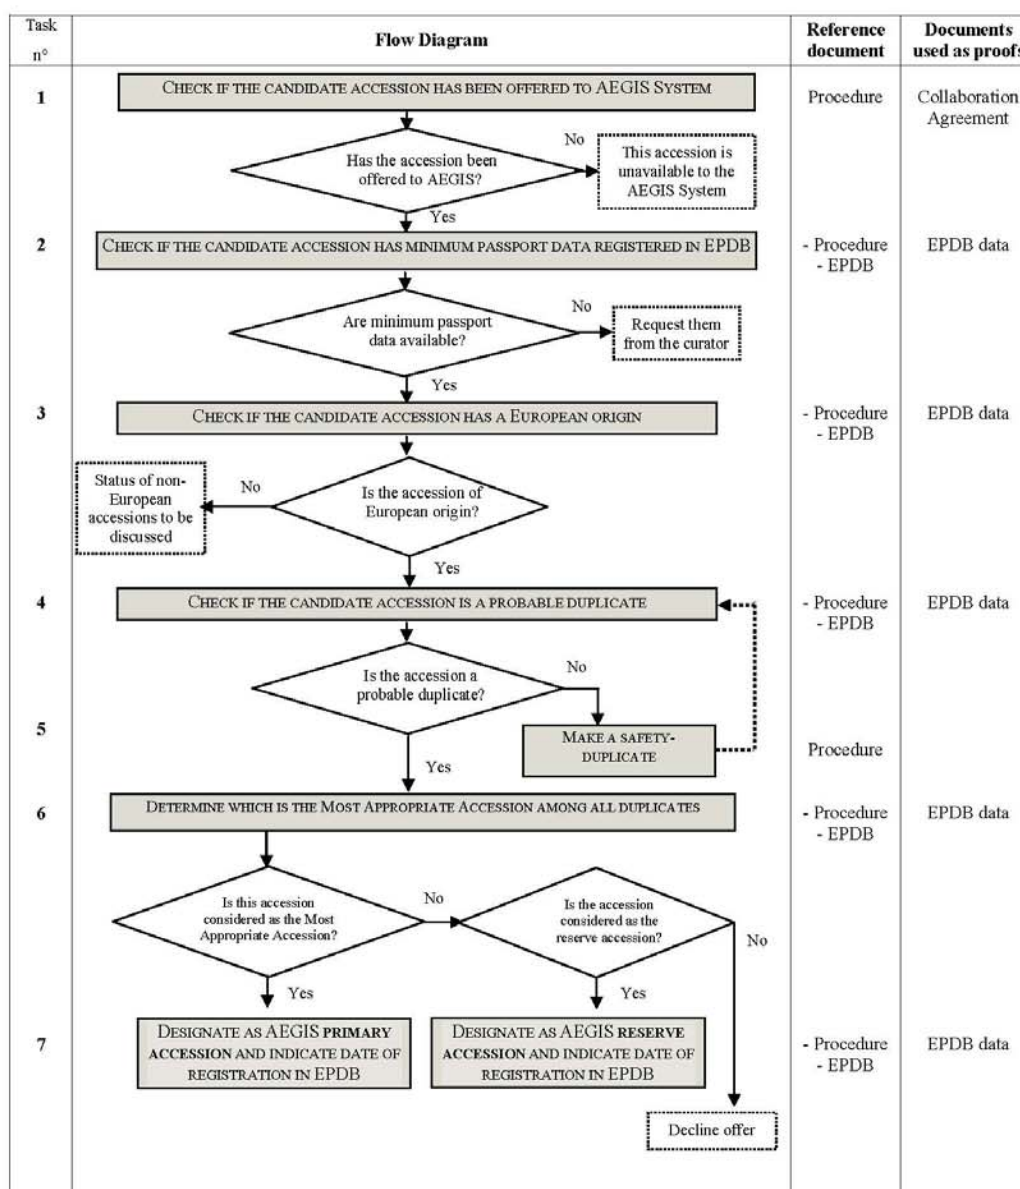 Task
n°
Flow Diagram
Reference
document
Documents
used as proofs
1
CHECK IF THE CANDIDATE ACCESSION HAS BEEN OFFERED TO AEGIS SYSTEM
Procedure
Collaboration
Agreement
Has the accession been
offered to AEGIS?
No
This accession is
unavailable to the
AEGIS System
Yes
2
CHECK IF THE CANDIDATE ACCESSION HAS MINIMUM PASSPORT DATA REGISTERED IN EPDB
- Procedure
- EPDB
EPDB data
Are minimum passport
data available?
No
Request them
from the curator
Yes
3
CHECK IF THE CANDIDATE ACCESSION HAS A EUROPEAN ORIGIN
- Procedure
- EPDB
EPDB data
Status of non-
European
accessions to be
discussed
No
Is the accession of
European origin?
Yes
4
CHECK IF THE CANDIDATE ACCESSION IS A PROBABLE DUPLICATE
- Procedure
- EPDB
EPDB data
Is the accession a
probable duplicate?
No
5
MAKE A SAFETY-
DUPLICATE
Procedure
Yes
6
DETERMINE WHICH IS THE MOST APPROPRIATE ACCESSION AMONG ALL DUPLICATES
- Procedure
- EPDB
EPDB data
Is this accession
considered as the Most
Appropriate Accession?
No
Is the accession
considered as the
reserve accession?
No
Yes
Yes
7
DESIGNATE AS AEGIS PRIMARY
ACCESSION AND INDICATE DATE OF
REGISTRATION IN EPDB
DESIGNATE AS AEGIS RESERVE
ACCESSION AND INDICATE DATE OF
REGISTRATION IN EPDB
- Procedure
- EPDB
EPDB data
Decline offer